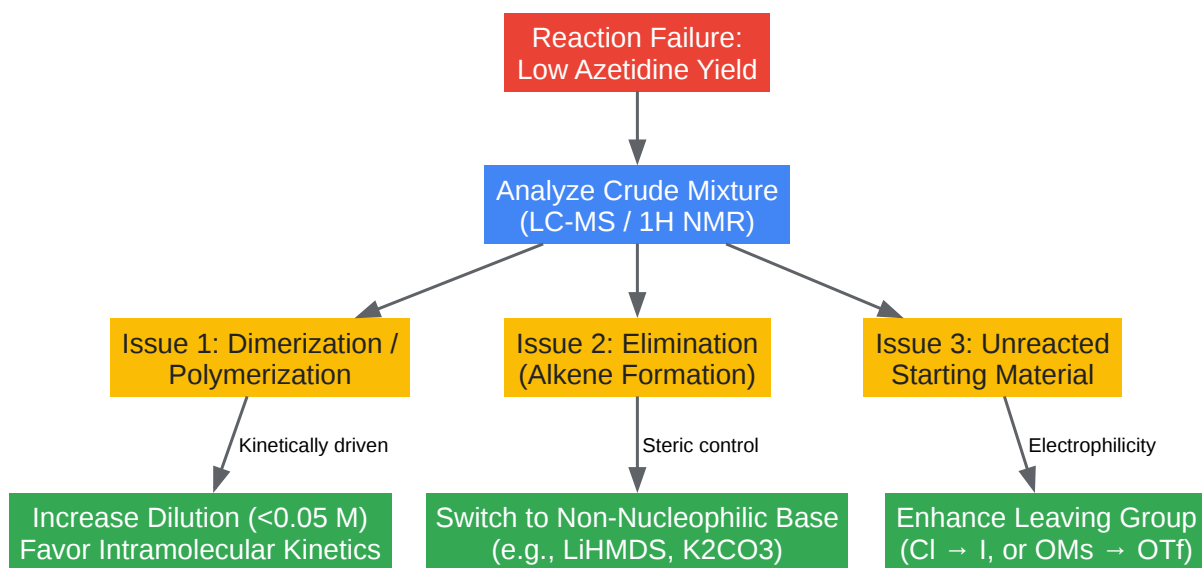 Reaction Failure:
Low Azetidine Yield
Analyze Crude Mixture
(LC-MS / 1H NMR)
Issue 1: Dimerization /
Polymerization
Issue 2: Elimination
(Alkene Formation)
Issue 3: Unreacted
Starting Material
Kinetically driven
Steric control
Electrophilicity
Increase Dilution (<0.05 M)
Favor Intramolecular Kinetics
Switch to Non-Nucleophilic Base
(e.g., LiHMDS, K2CO3)
Enhance Leaving Group
(Cl → I, or OMs → OTf)